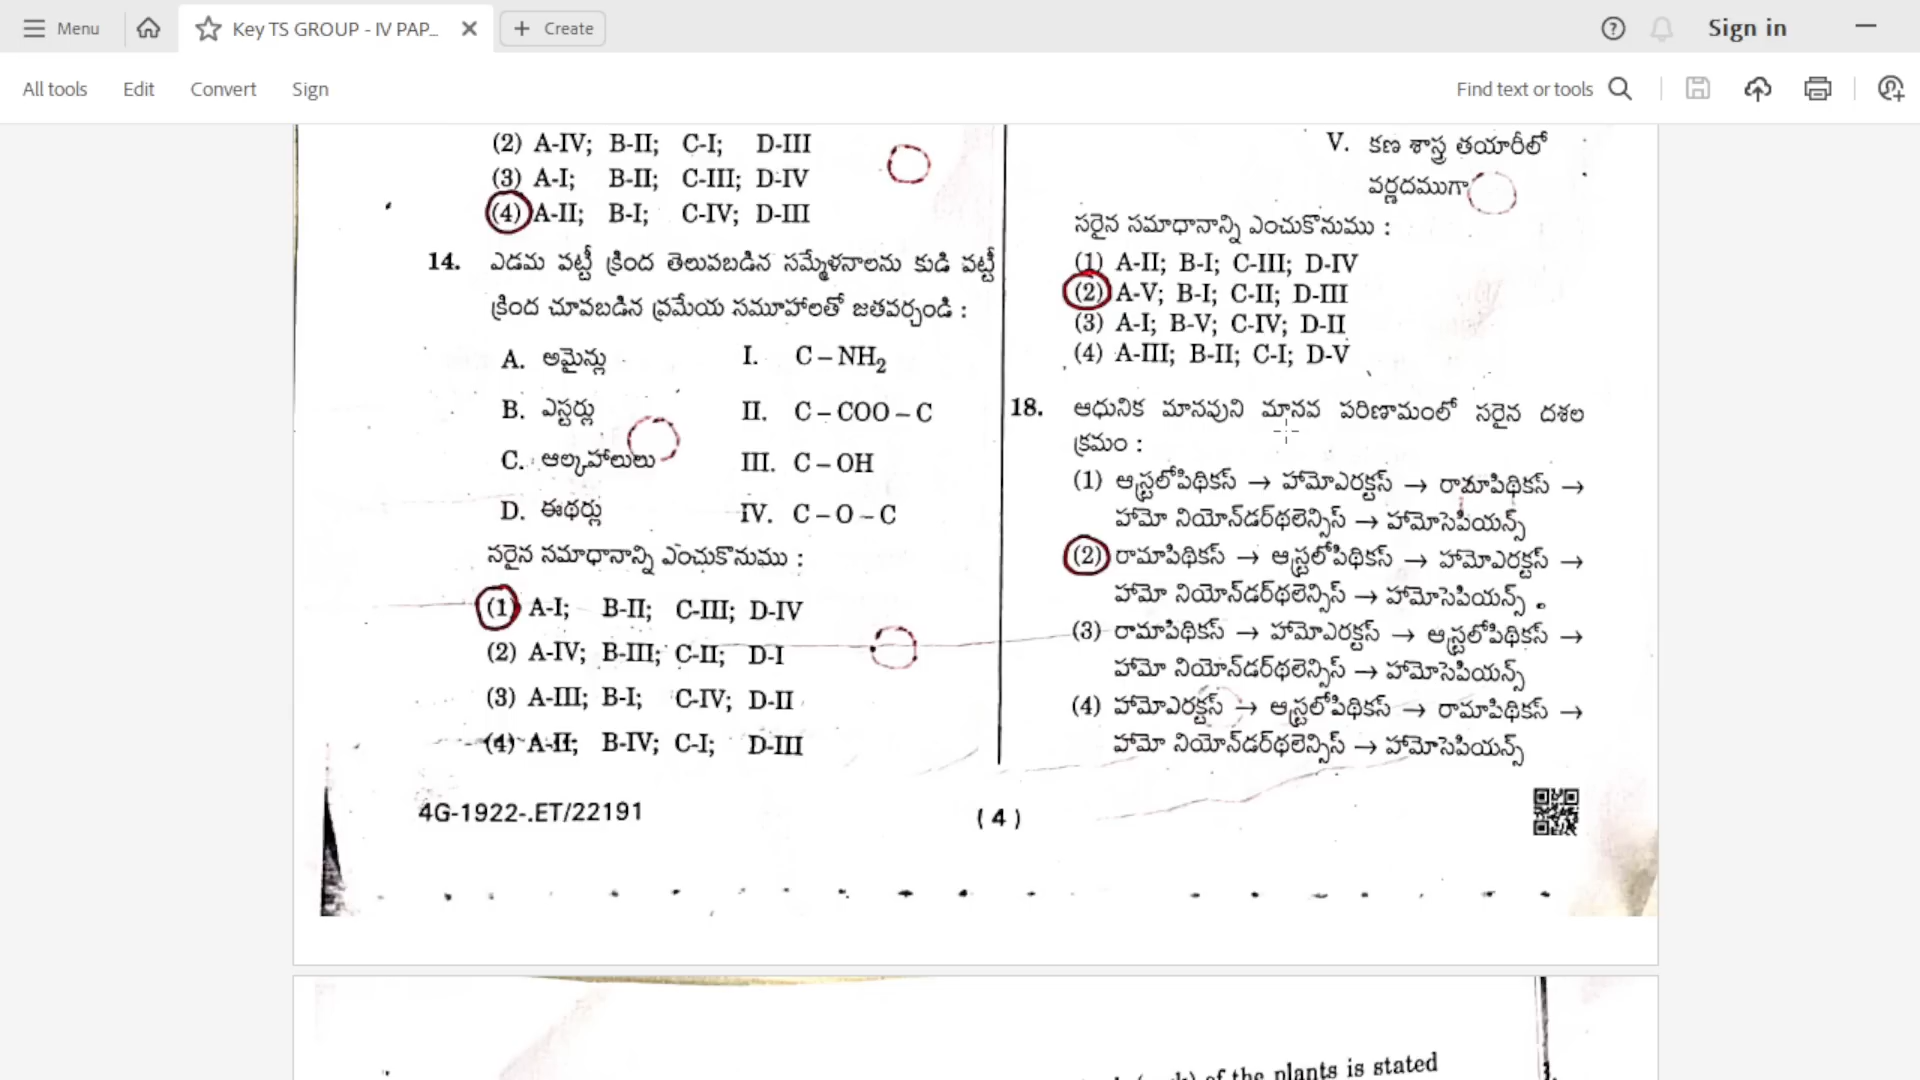 Menu
Key TS GROUP - IV PAP...
Create
Sign in
All tools
Edit
Convert
Sign
Find text or tools
(2) A-IV; B-II; C-I; D-III
(3) A-I; B-II; C-III; D-IV
(4) A-II; B-I; C-IV; D-III
14. ఎడమ వట్టీ క్రింద తెలుపబడిన సమ్మేళనాలను కుడి వట్టీ
క్రింద చూపబడిన ప్రమేయ సమూహాలతో జతపర్చండి :
A. అమైన్లు I. C – NH₂
B. ఎస్టర్లు II. C – COO – C
C. ఆల్కహాలులు III. C – OH
D. ఈథర్లు IV. C – O – C
సరైన సమాధానాన్ని ఎంచుకొనుము :
(1) A-I; B-II; C-III; D-IV
(2) A-IV; B-III; C-II; D-I
(3) A-III; B-I; C-IV; D-II
(4) A-II; B-IV; C-I; D-III
V. కణ శాస్త్ర తయారీలో
వర్ణదముగా
సరైన సమాధానాన్ని ఎంచుకొనుము :
(1) A-II; B-I; C-III; D-IV
(2) A-V; B-I; C-II; D-III
(3) A-I; B-V; C-IV; D-II
(4) A-III; B-II; C-I; D-V
18. ఆధునిక మానవుని మానవ పరిణామంలో సరైన దశల
క్రమం :
(1) ఆస్ట్రలోపిథికస్ → హామోఎరక్టస్ → రామాపిథికస్ →
హామో నియోన్‌డర్‌థలెన్సిస్ → హామోసెపియన్స్
(2) రామాపిథికస్ → ఆస్ట్రలోపిథికస్ → హామోఎరక్టస్ →
హామో నియోన్‌డర్‌థలెన్సిస్ → హామోసెపియన్స్ .
(3) రామాపిథికస్ → హామోఎరక్టస్ → ఆస్ట్రలోపిథికస్ →
హామో నియోన్‌డర్‌థలెన్సిస్ → హామోసెపియన్స్
(4) హామోఎరక్టస్ → ఆస్ట్రలోపిథికస్ → రామాపిథికస్ →
హామో నియోన్‌డర్‌థలెన్సిస్ → హామోసెపియన్స్
4G-1922-.ET/22191
( 4 )
of the plants is stated